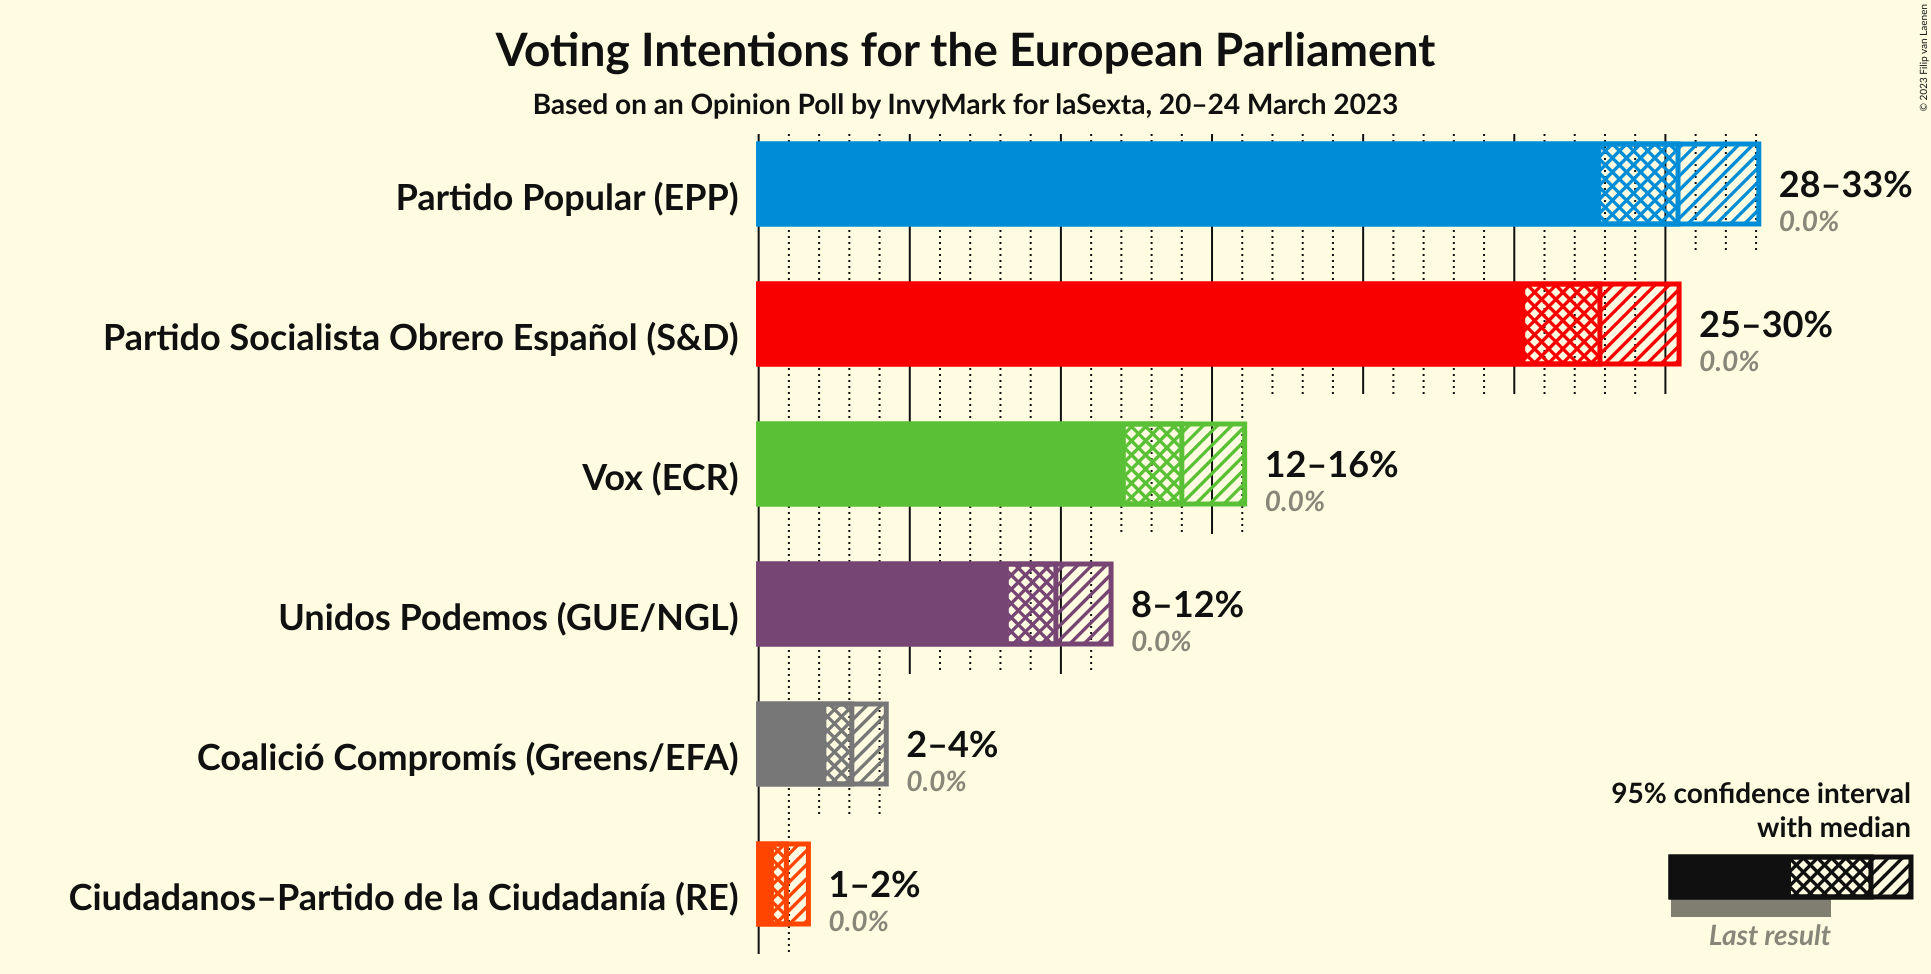 Voting Intentions for the European Parliament
Based on an Opinion Poll by InvyMark for laSexta, 20–24 March 2023
© 2023 Filip van Laenen
Partido Popular (EPP)
28–33%
0.0%
Partido Socialista Obrero Español (S&D)
25–30%
0.0%
Vox (ECR)
12–16%
0.0%
Unidos Podemos (GUE/NGL)
8–12%
0.0%
Coalició Compromís (Greens/EFA)
2–4%
0.0%
Ciudadanos–Partido de la Ciudadanía (RE)
1–2%
0.0%
95% confidence interval
with median
Last result